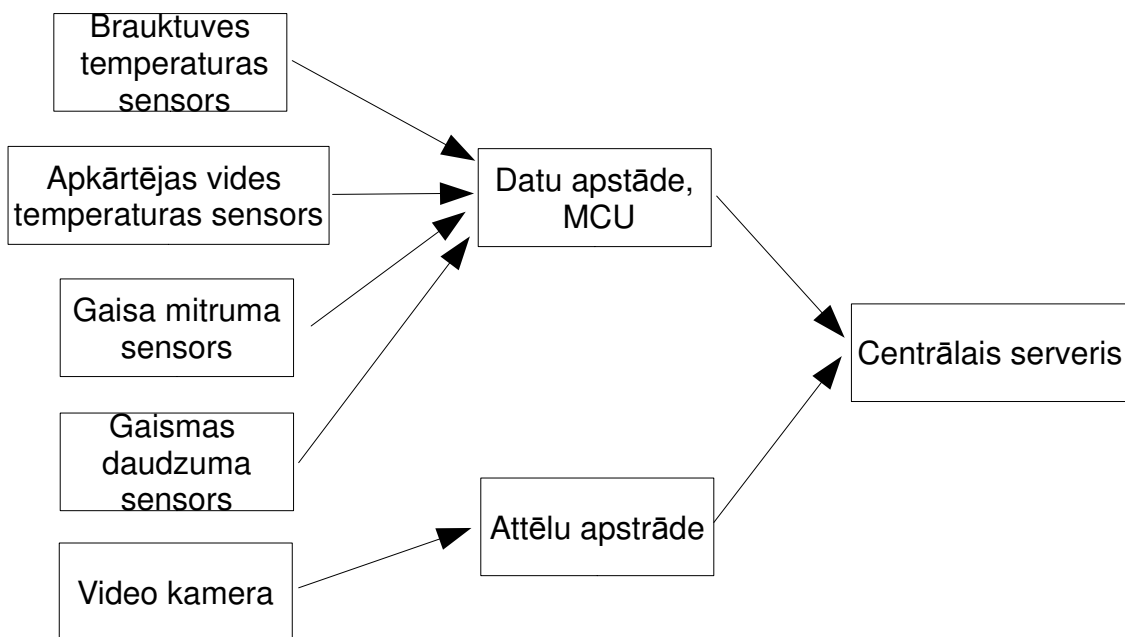 Brauktuves
temperaturas
sensors
Apkārtējas vides
temperaturas sensors
Gaisa mitruma
sensors
Gaismas
daudzuma
sensors
Video kamera
Datu apstāde,
MCU
Attēlu apstrāde
Centrālais serveris